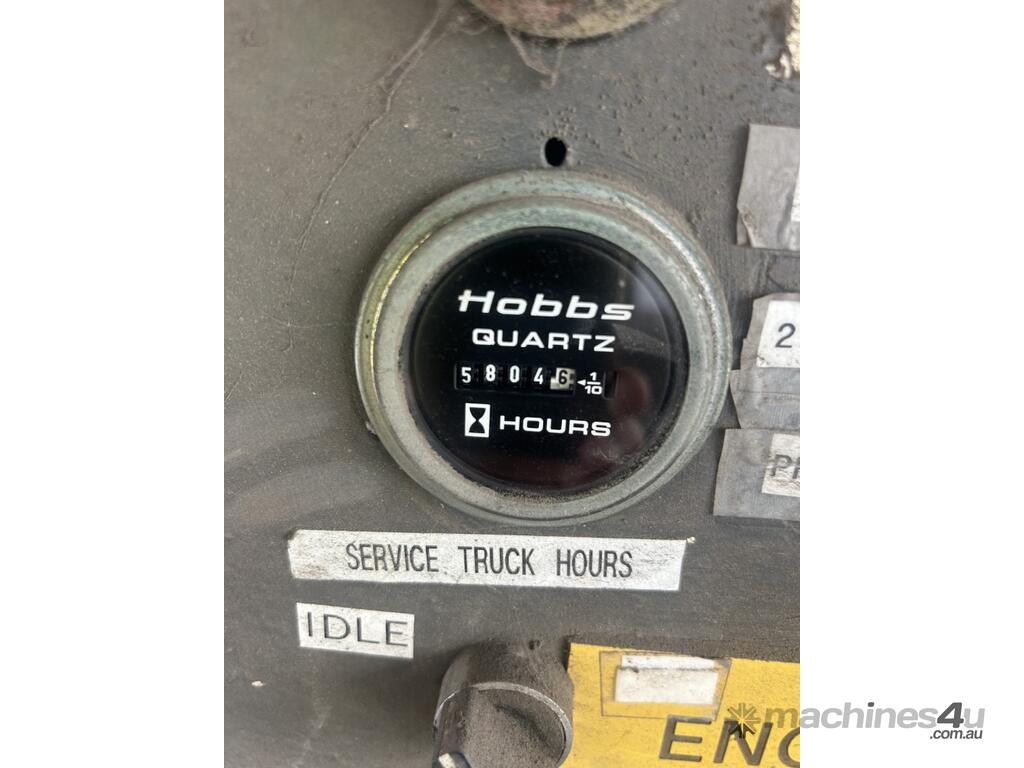 Hobbs
QUARTZ
58046 ◄1/10
HOURS
2
SERVICE TRUCK HOURS
IDLE
machines4u
.com.au